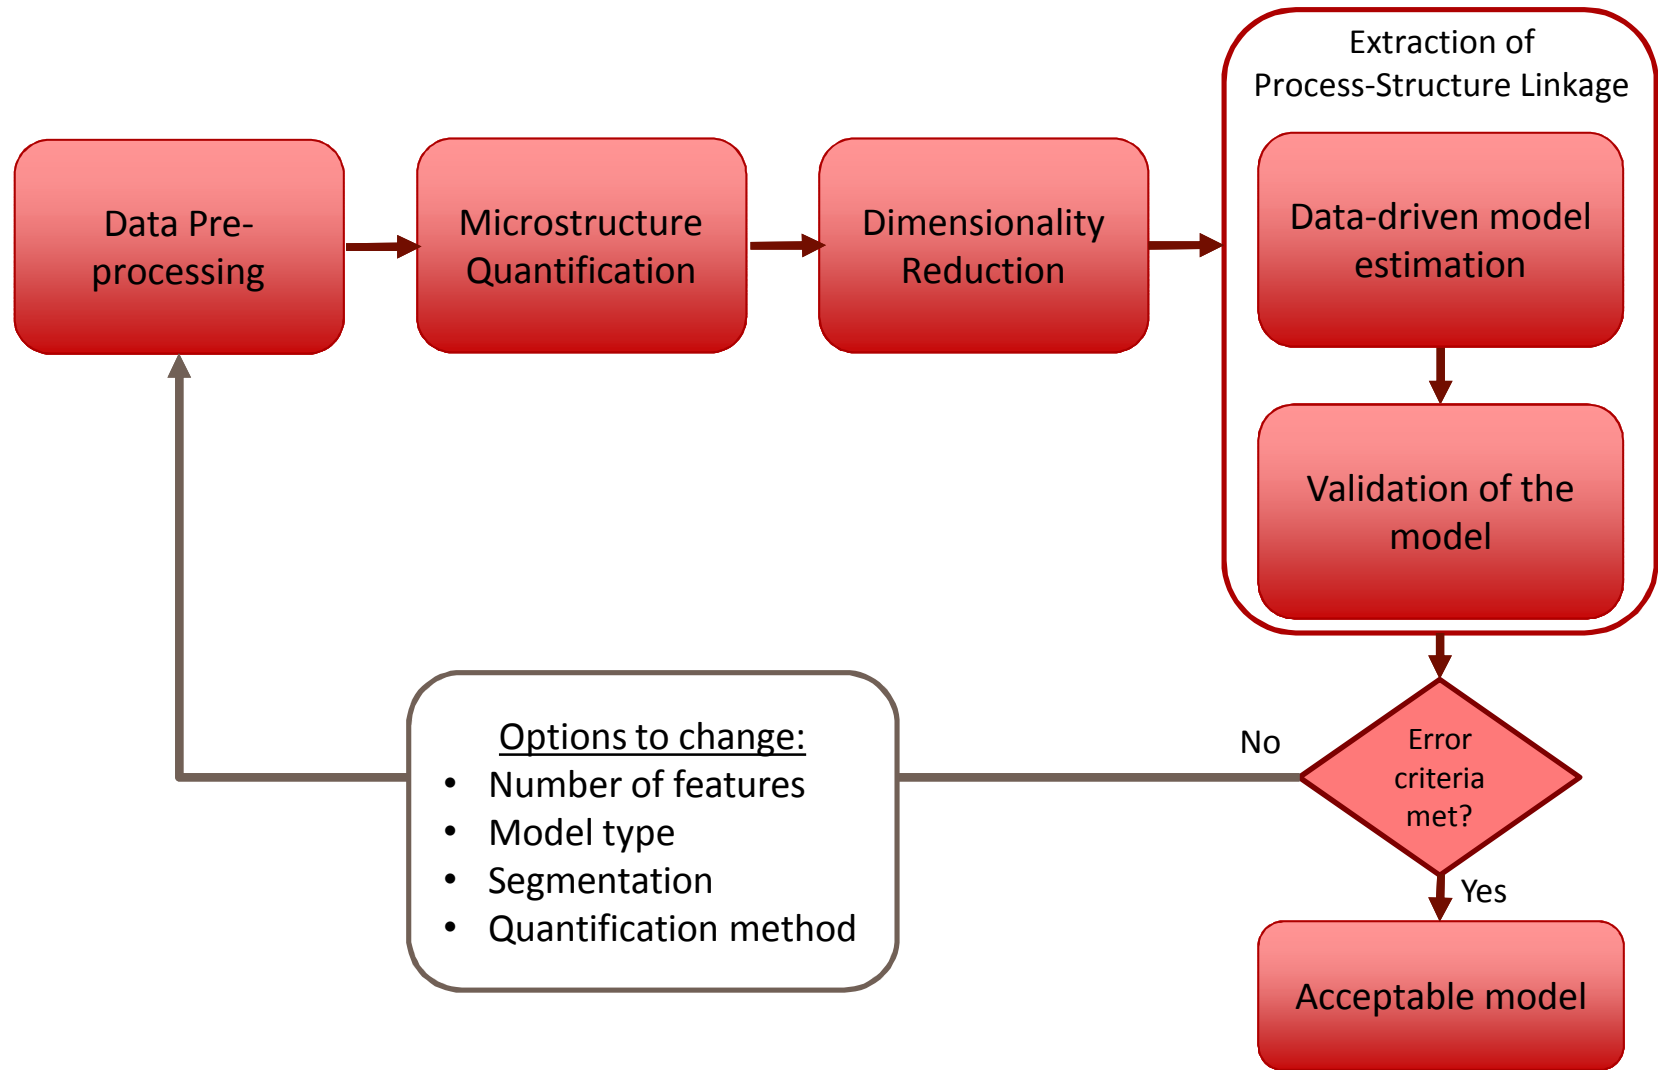 Extraction of
Process-Structure Linkage
Data Pre-
processing
Microstructure
Quantification
Dimensionality
Reduction
Data-driven model
estimation
Validation of the
model
Error
criteria
met?
No
Yes
Options to change:
• Number of features
• Model type
• Segmentation
• Quantification method
Acceptable model